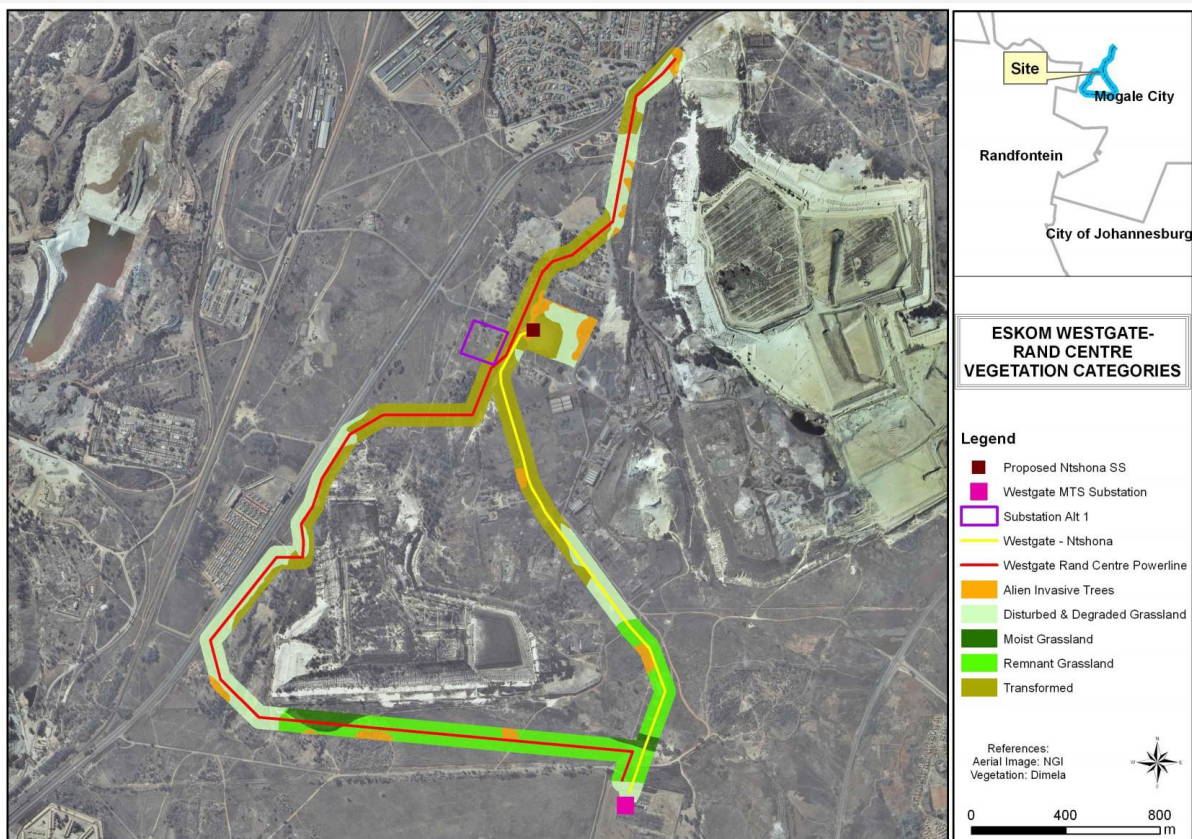 Site
Mogale City
Randfontein
City of Johannesburg
ESKOM WESTGATE-
RAND CENTRE
VEGETATION CATEGORIES
Legend
Proposed Ntshona SS
Westgate MTS Substation
Substation Alt 1
Westgate - Ntshona
Westgate Rand Centre Powerline
Alien Invasive Trees
Disturbed & Degraded Grassland
Moist Grassland
Remnant Grassland
Transformed
References:
Aerial Image: NGI
Vegetation: Dimela
N
W E
S
0 400 800
m